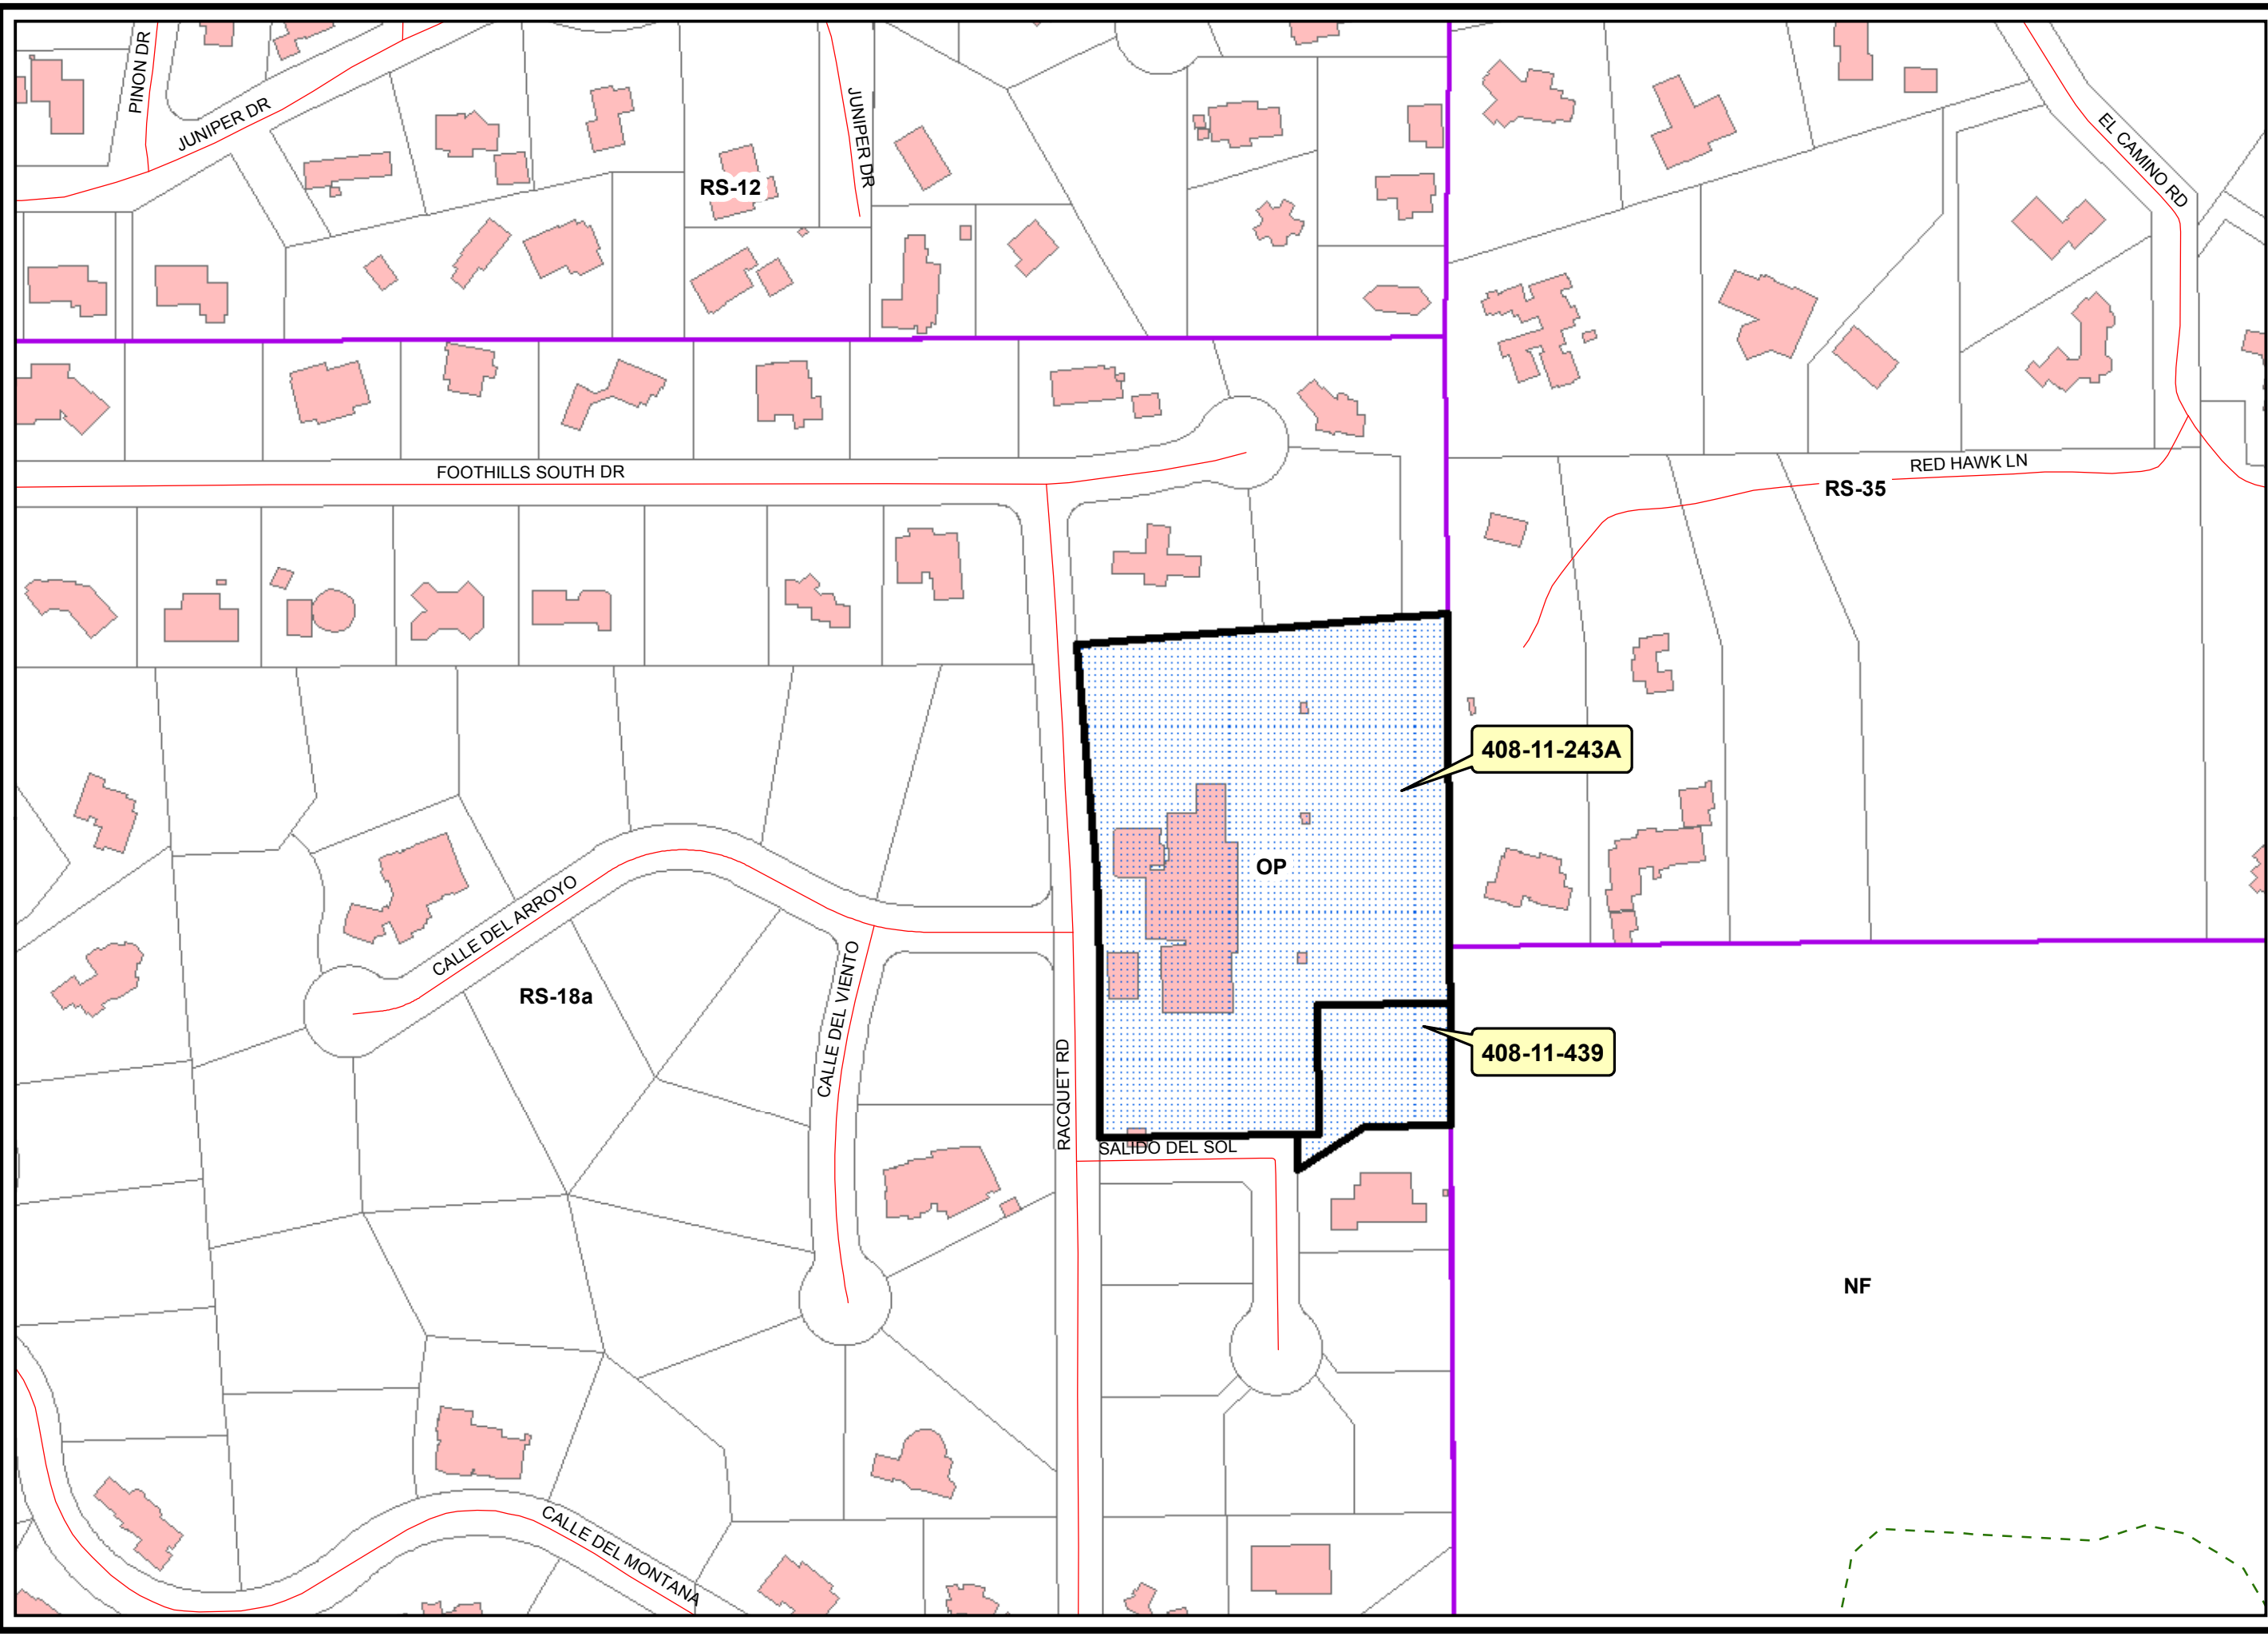 PINON DR
JUNIPER DR
JUNIPER DR
RS-12
EL CAMINO RD
FOOTHILLS SOUTH DR
RED HAWK LN
RS-35
408-11-243A
OP
CALLE DEL ARROYO
CALLE DEL VIENTO
RS-18a
RACQUET RD
408-11-439
SALIDO DEL SOL
NF
CALLE DEL MONTANA